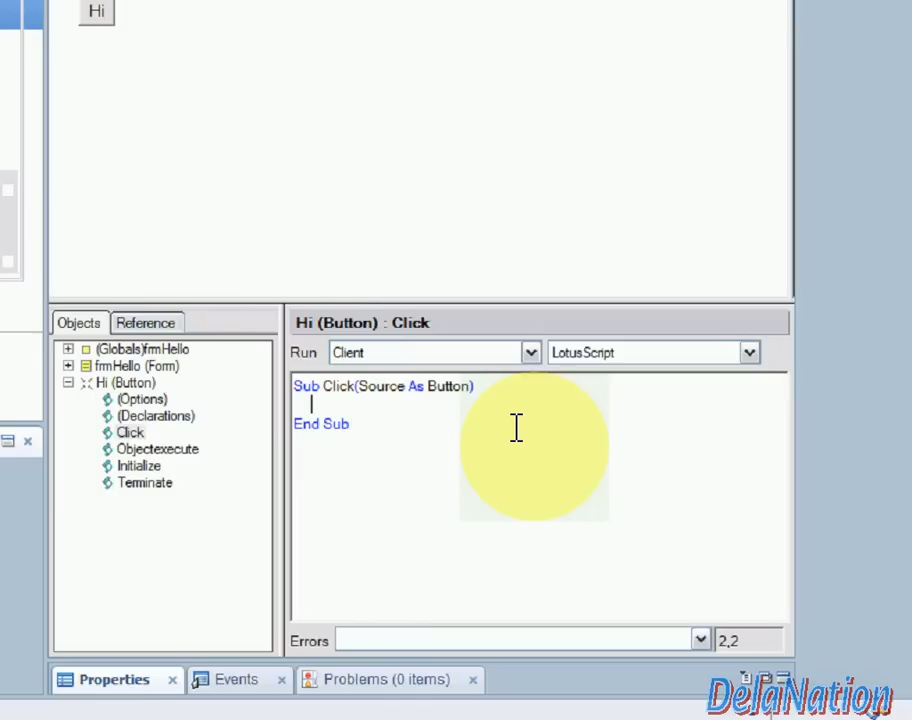 Hi
Objects Reference
Hi (Button) : Click
Run Client LotusScript
(Globals)frmHello
frmHello (Form)
Hi (Button)
(Options)
(Declarations)
Click
Objectexecute
Initialize
Terminate
Sub Click(Source As Button)
End Sub
Errors 2,2
Properties Events Problems (0 items)
DelaNation